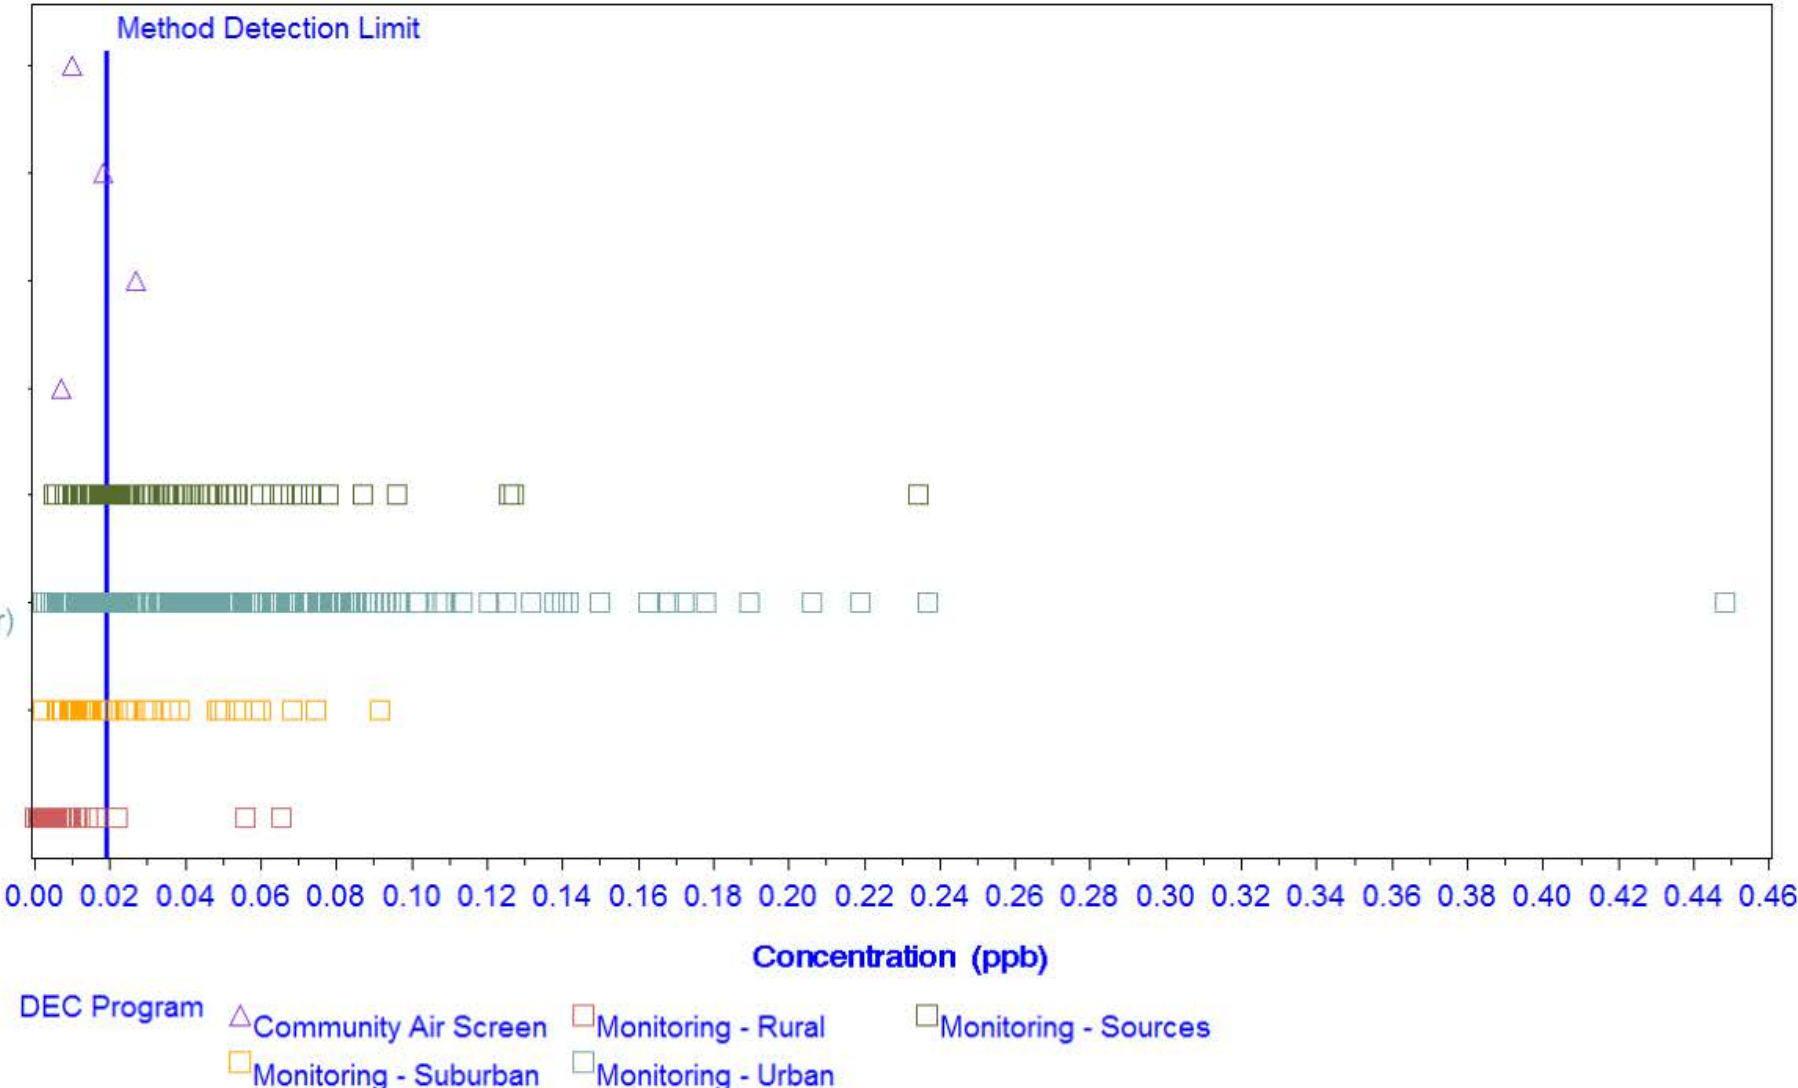 Method Detection Limit
r)
0.00 0.02 0.04 0.06 0.08 0.10 0.12 0.14 0.16 0.18 0.20 0.22 0.24 0.26 0.28 0.30 0.32 0.34 0.36 0.38 0.40 0.42 0.44 0.46
Concentration (ppb)
DEC Program
Community Air Screen Monitoring - Rural Monitoring - Sources
Monitoring - Suburban Monitoring - Urban